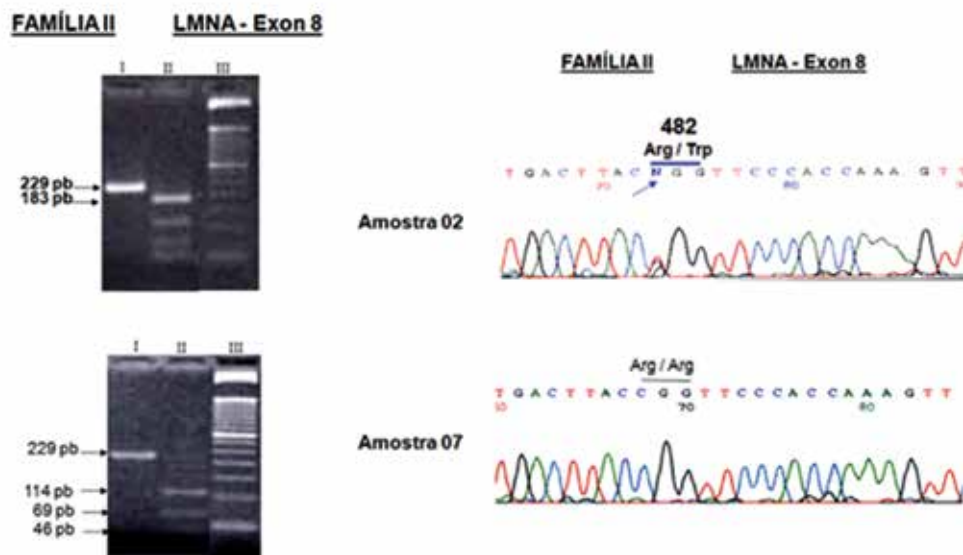 FAMÍLIA II LMNA - Exon 8
I II III
229 pb
183 pb
FAMÍLIA II LMNA - Exon 8
482
Arg / Trp
T G A C T T A C N G G T T C C C A C C A A A G T T
70 80
Amostra 02
I II III
229 pb
114 pb
69 pb
46 pb
Arg / Arg
T G A C T T A C C G G T T C C C A C C A A A G T T
70 80
Amostra 07